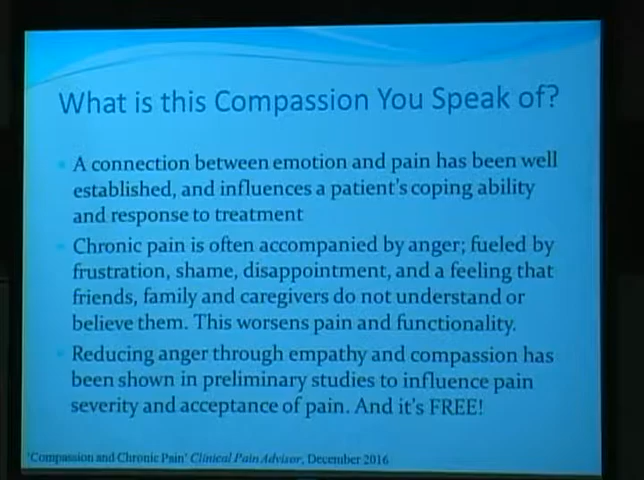 What is this Compassion You Speak of?
A connection between emotion and pain has been well
established, and influences a patient's coping ability
and response to treatment
Chronic pain is often accompanied by anger; fueled by
frustration, shame, disappointment, and a feeling that
friends, family and caregivers do not understand or
believe them. This worsens pain and functionality.
Reducing anger through empathy and compassion has
been shown in preliminary studies to influence pain
severity and acceptance of pain. And it's FREE!
'Compassion and Chronic Pain' Clinical Pain Advisor, December 2016